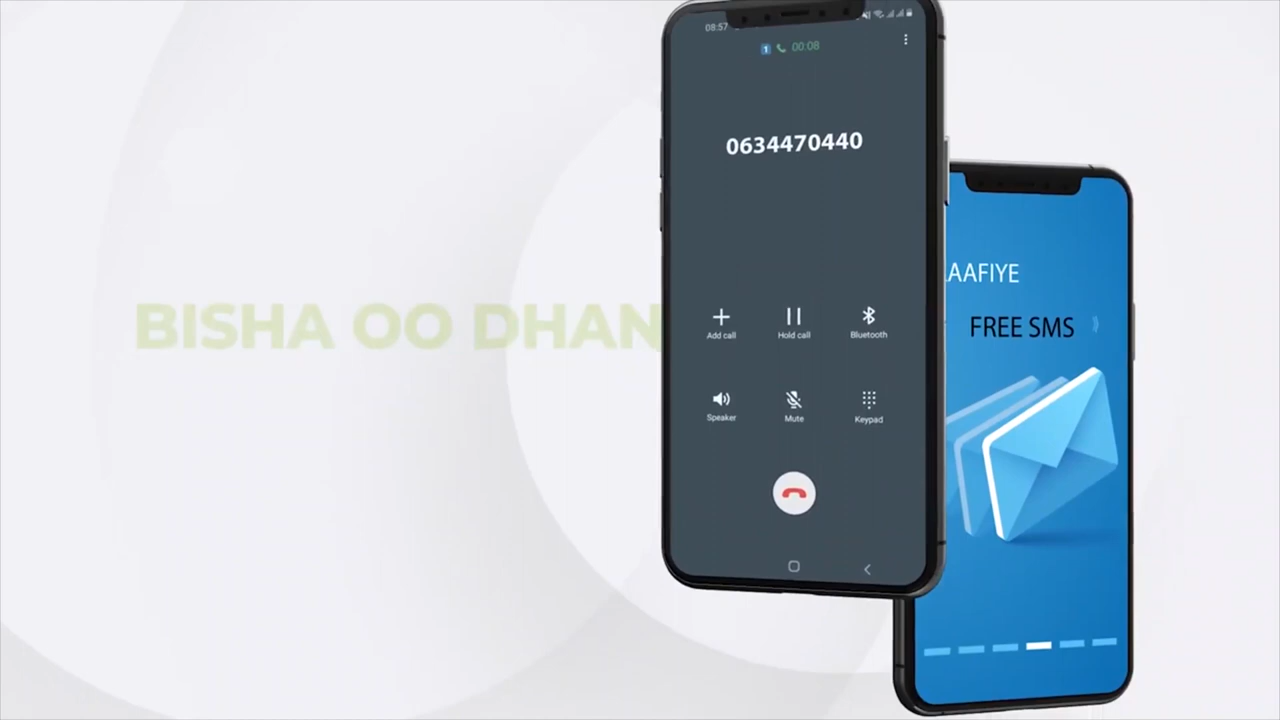 BISHA OO DHAN
08:57
1 00:08
0634470440
Add call
Hold call
Bluetooth
Speaker
Mute
Keypad
AAFIYE
FREE SMS